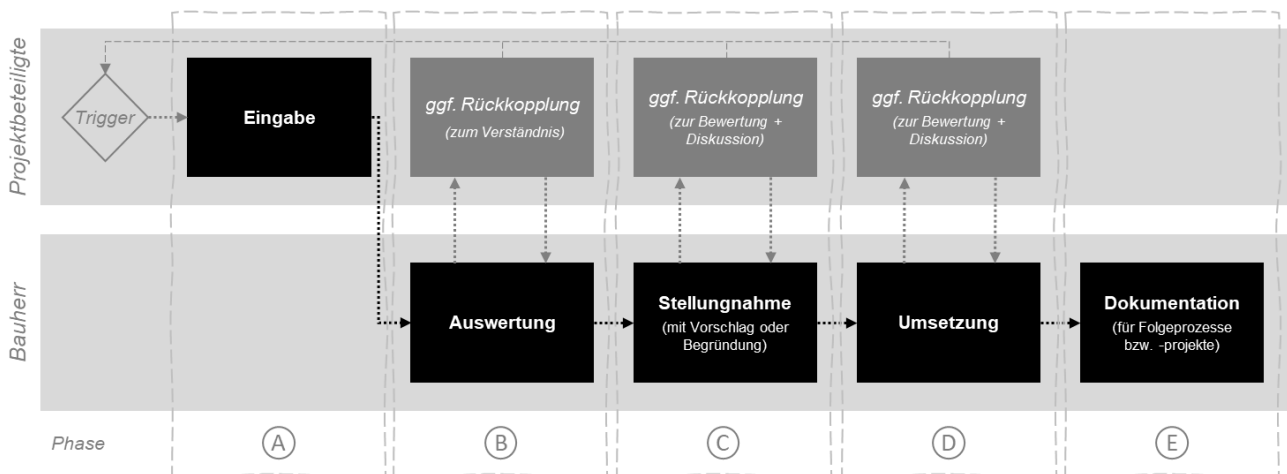 Projektbeteiligte
Trigger
Eingabe
ggf. Rückkopplung
(zum Verständnis)
ggf. Rückkopplung
(zur Bewertung +
Diskussion)
ggf. Rückkopplung
(zur Bewertung +
Diskussion)
Bauherr
Auswertung
Stellungnahme
(mit Vorschlag oder
Begründung)
Umsetzung
Dokumentation
(für Folgeprozesse
bzw. -projekte)
Phase
A
B
C
D
E